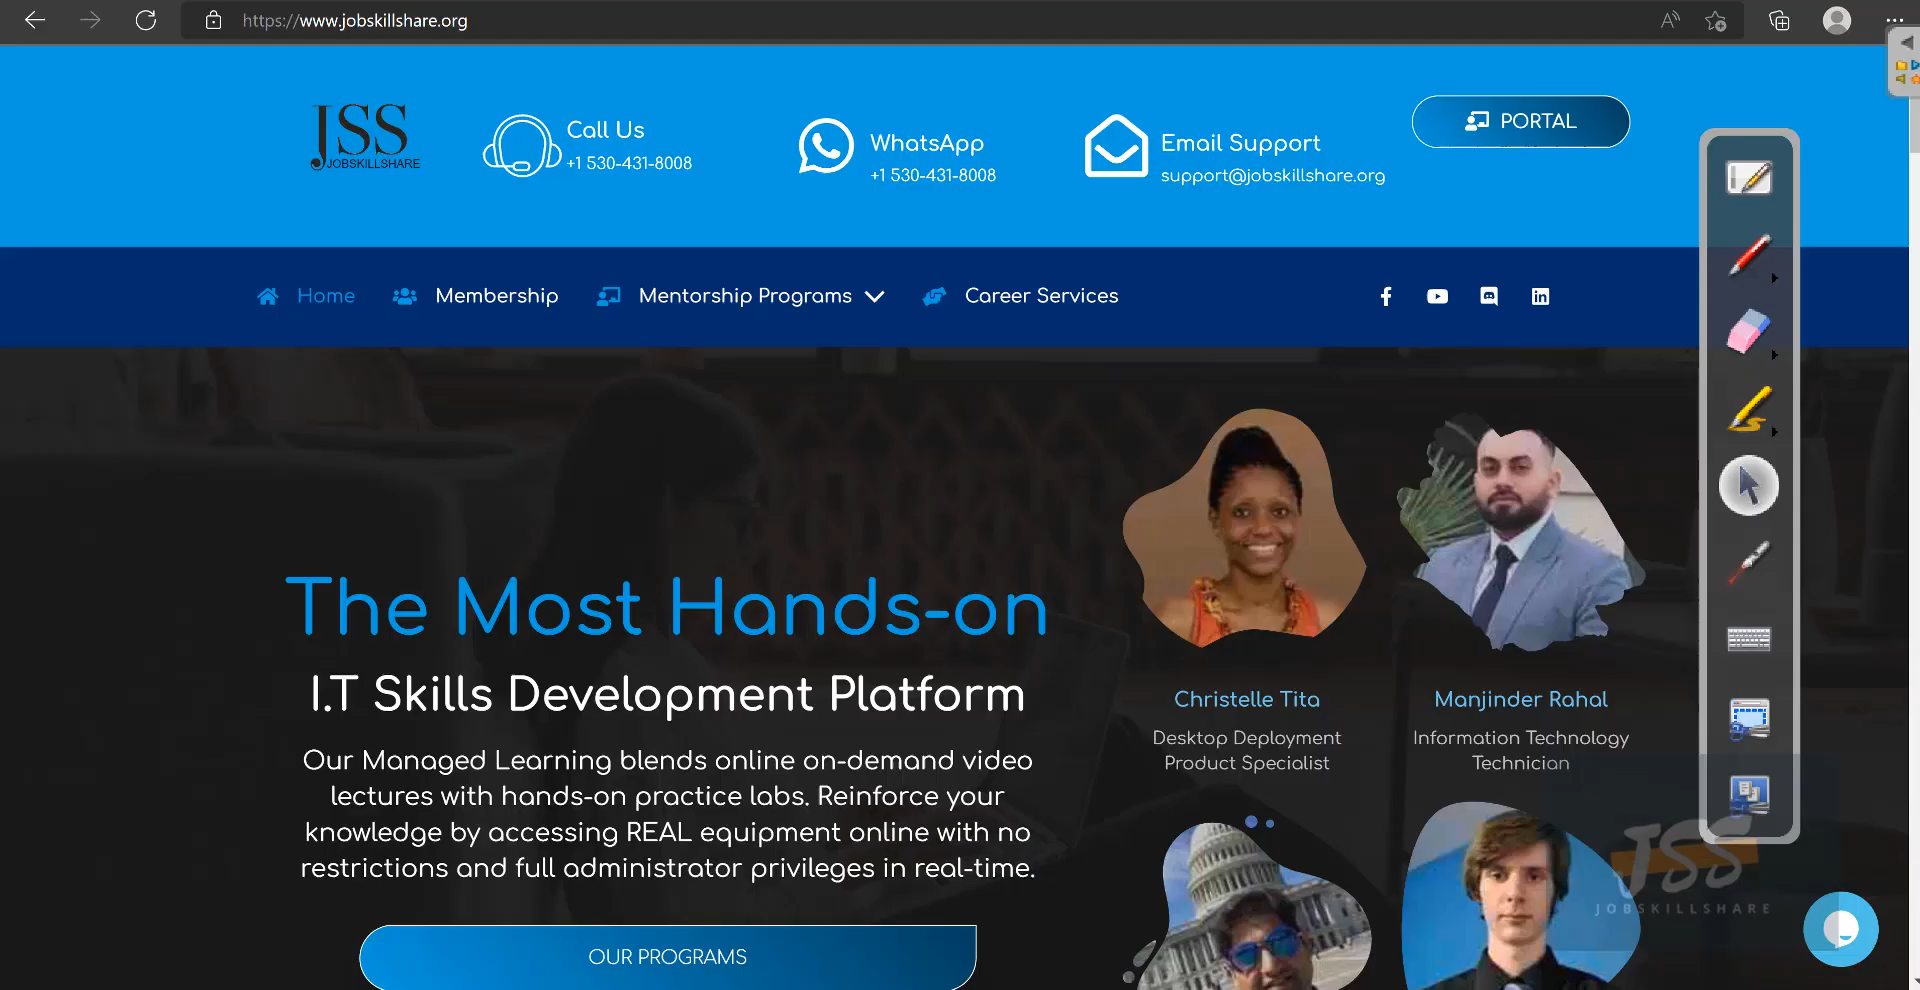 https://www.jobskillshare.org
JSS
JOBSKILLSHARE
Call Us
+1 530-431-8008
WhatsApp
+1 530-431-8008
Email Support
support@jobskillshare.org
PORTAL
Home
Membership
Mentorship Programs
Career Services
The Most Hands-on
I.T Skills Development Platform
Our Managed Learning blends online on-demand video
lectures with hands-on practice labs. Reinforce your
knowledge by accessing REAL equipment online with no
restrictions and full administrator privileges in real-time.
OUR PROGRAMS
Christelle Tita
Desktop Deployment
Product Specialist
Manjinder Rahal
Information Technology
Technician
JSS
JOBSKILLSHARE